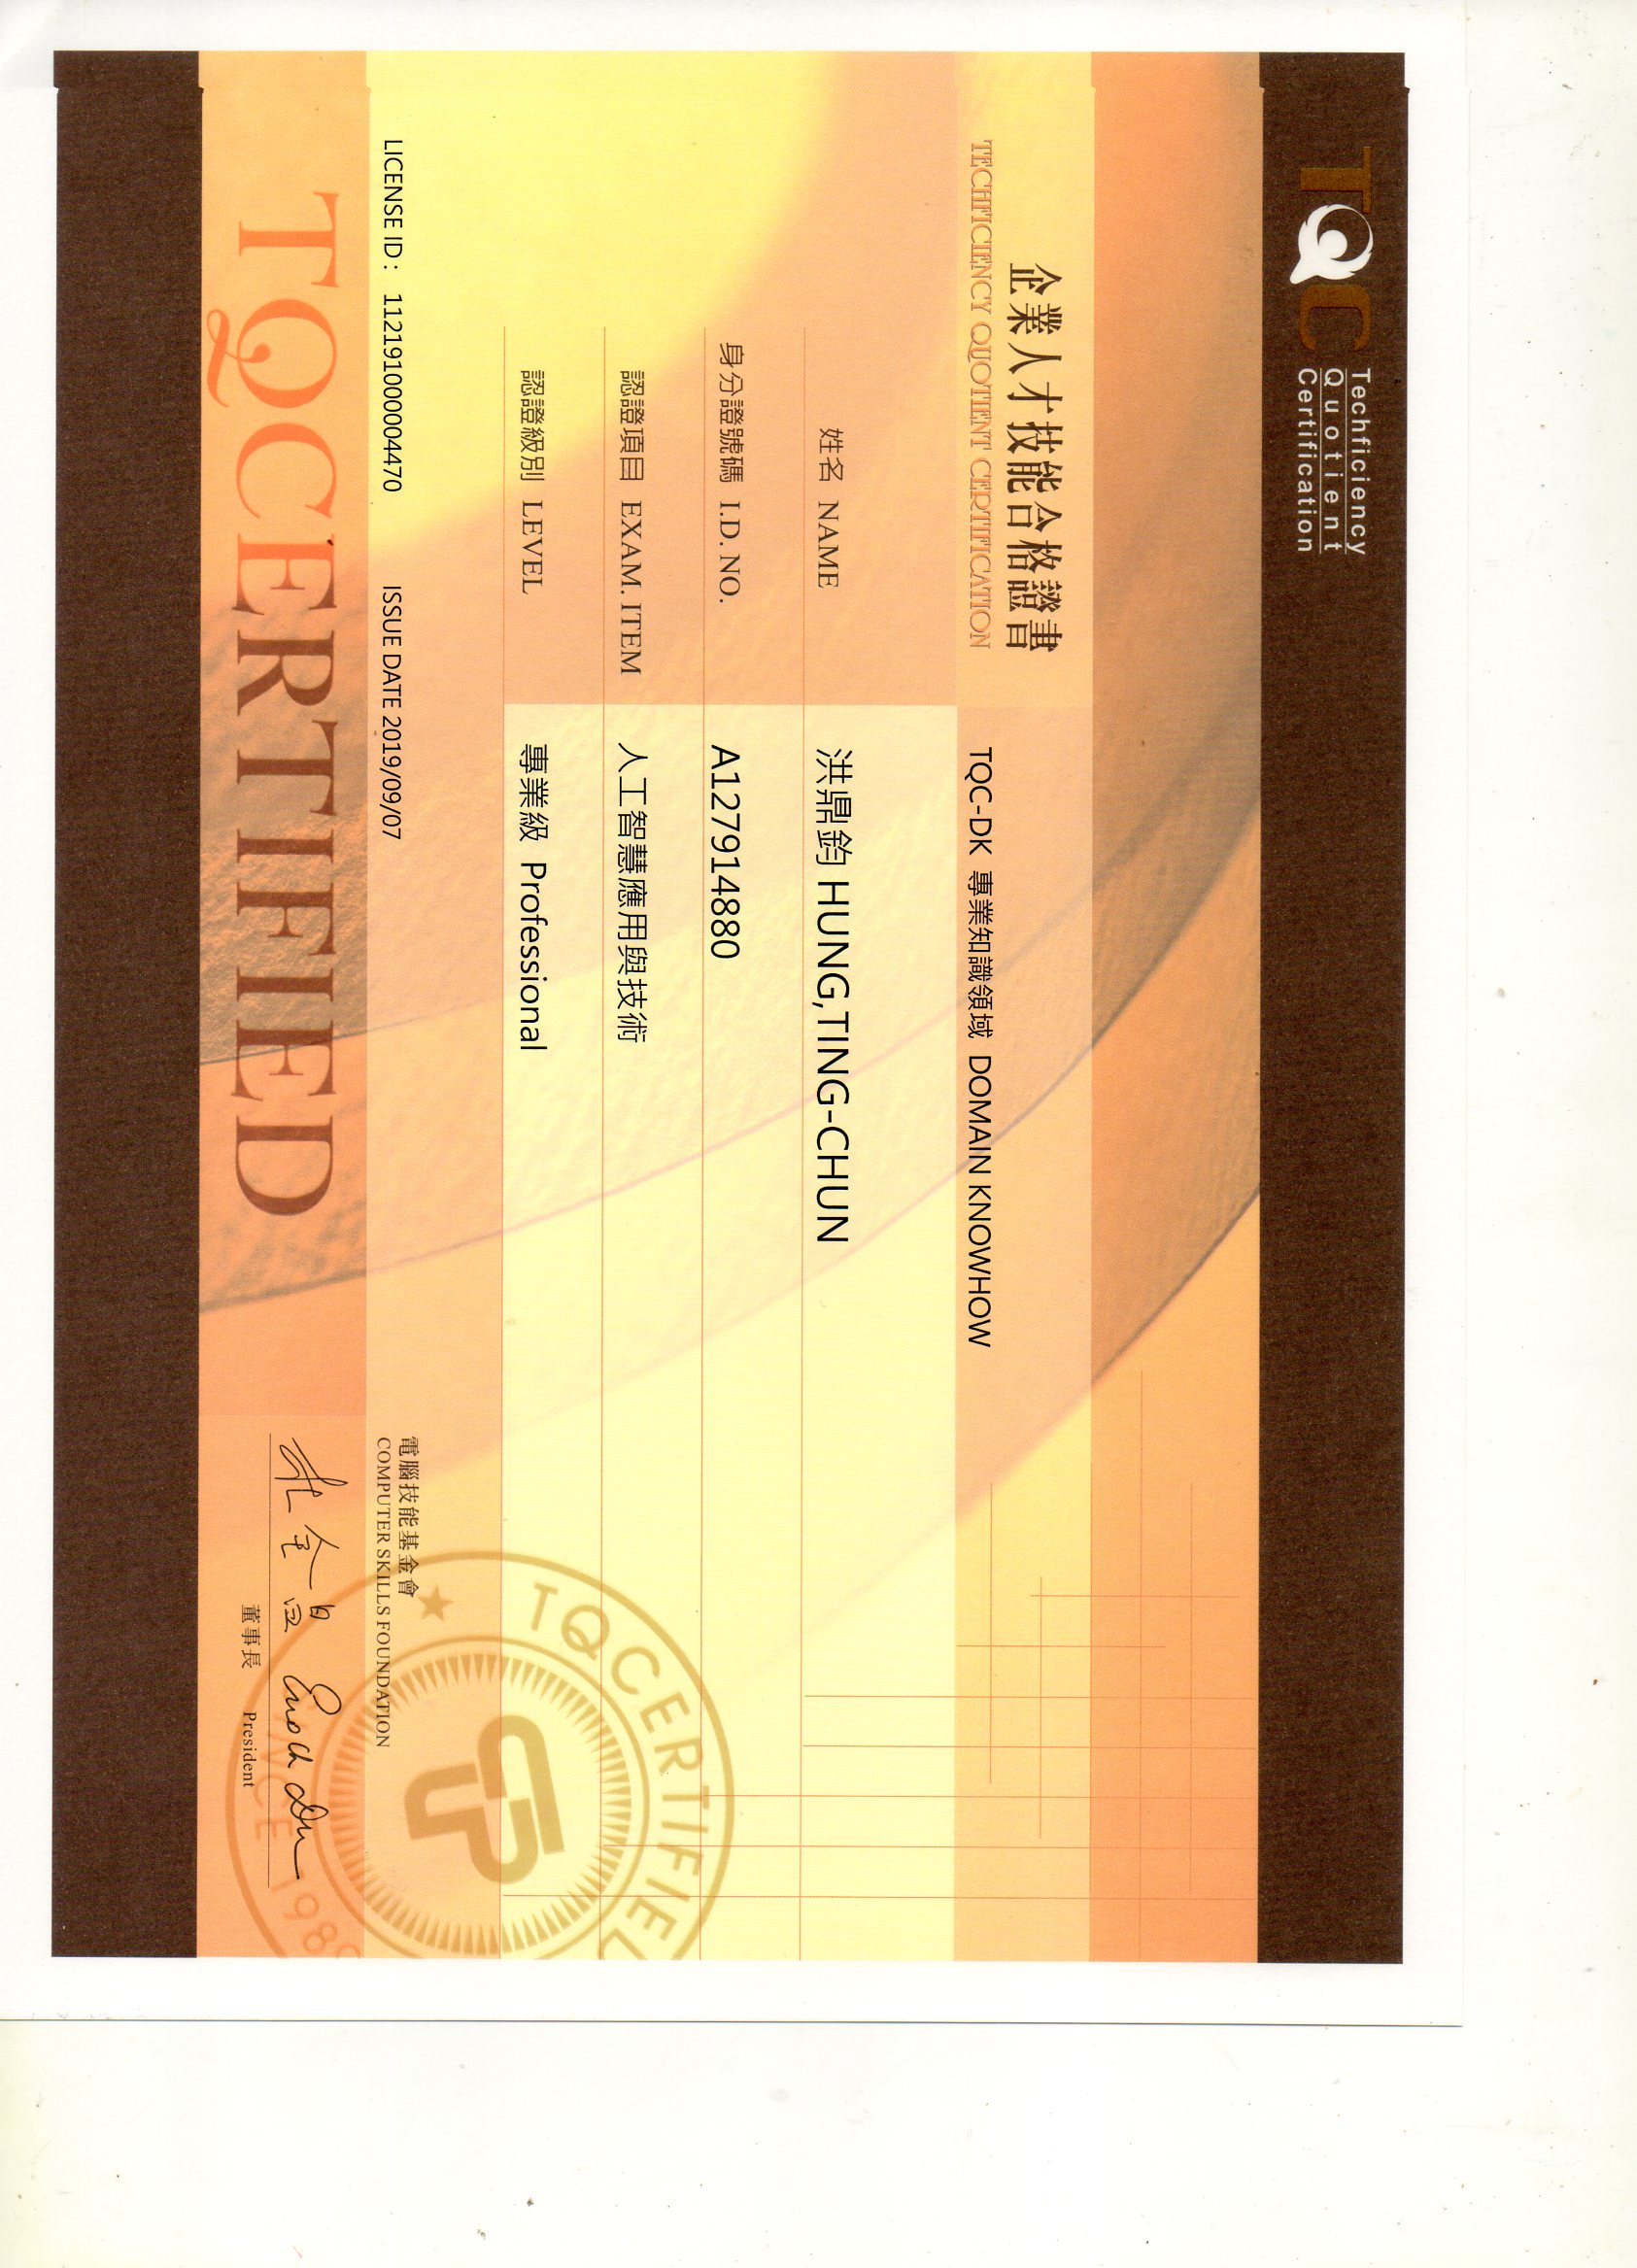 TQC Techficiency
Quotient
Certification
企業人才技能合格證書
TECHFICIENCY QUOTIENT CERTIFICATION
TQC-DK 專業知識領域 DOMAIN KNOWHOW
姓名 NAME 洪鼎鈞 HUNG,TING-CHUN
身分證號碼 I.D. NO. A127914880
認證項目 EXAM. ITEM 人工智慧應用與技術
認證級別 LEVEL 專業級 Professional
TQCERTIFIED
LICENSE ID : 112191000004470 ISSUE DATE 2019/09/07
電腦技能基金會
COMPUTER SKILLS FOUNDATION
TQCERTIFIED
SINCE 1989
杜全昌 Enoch Du
董事長 President